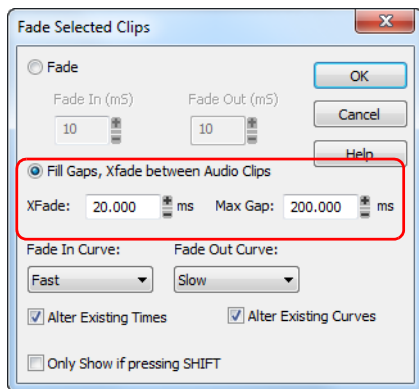 Fade Selected Clips
Fade
OK
Fade In (mS) Fade Out (mS)
10 10
Cancel
Help
Fill Gaps, Xfade between Audio Clips
XFade: 20.000 ms Max Gap: 200.000 ms
Fade In Curve: Fade Out Curve:
Fast Slow
Alter Existing Times Alter Existing Curves
Only Show if pressing SHIFT